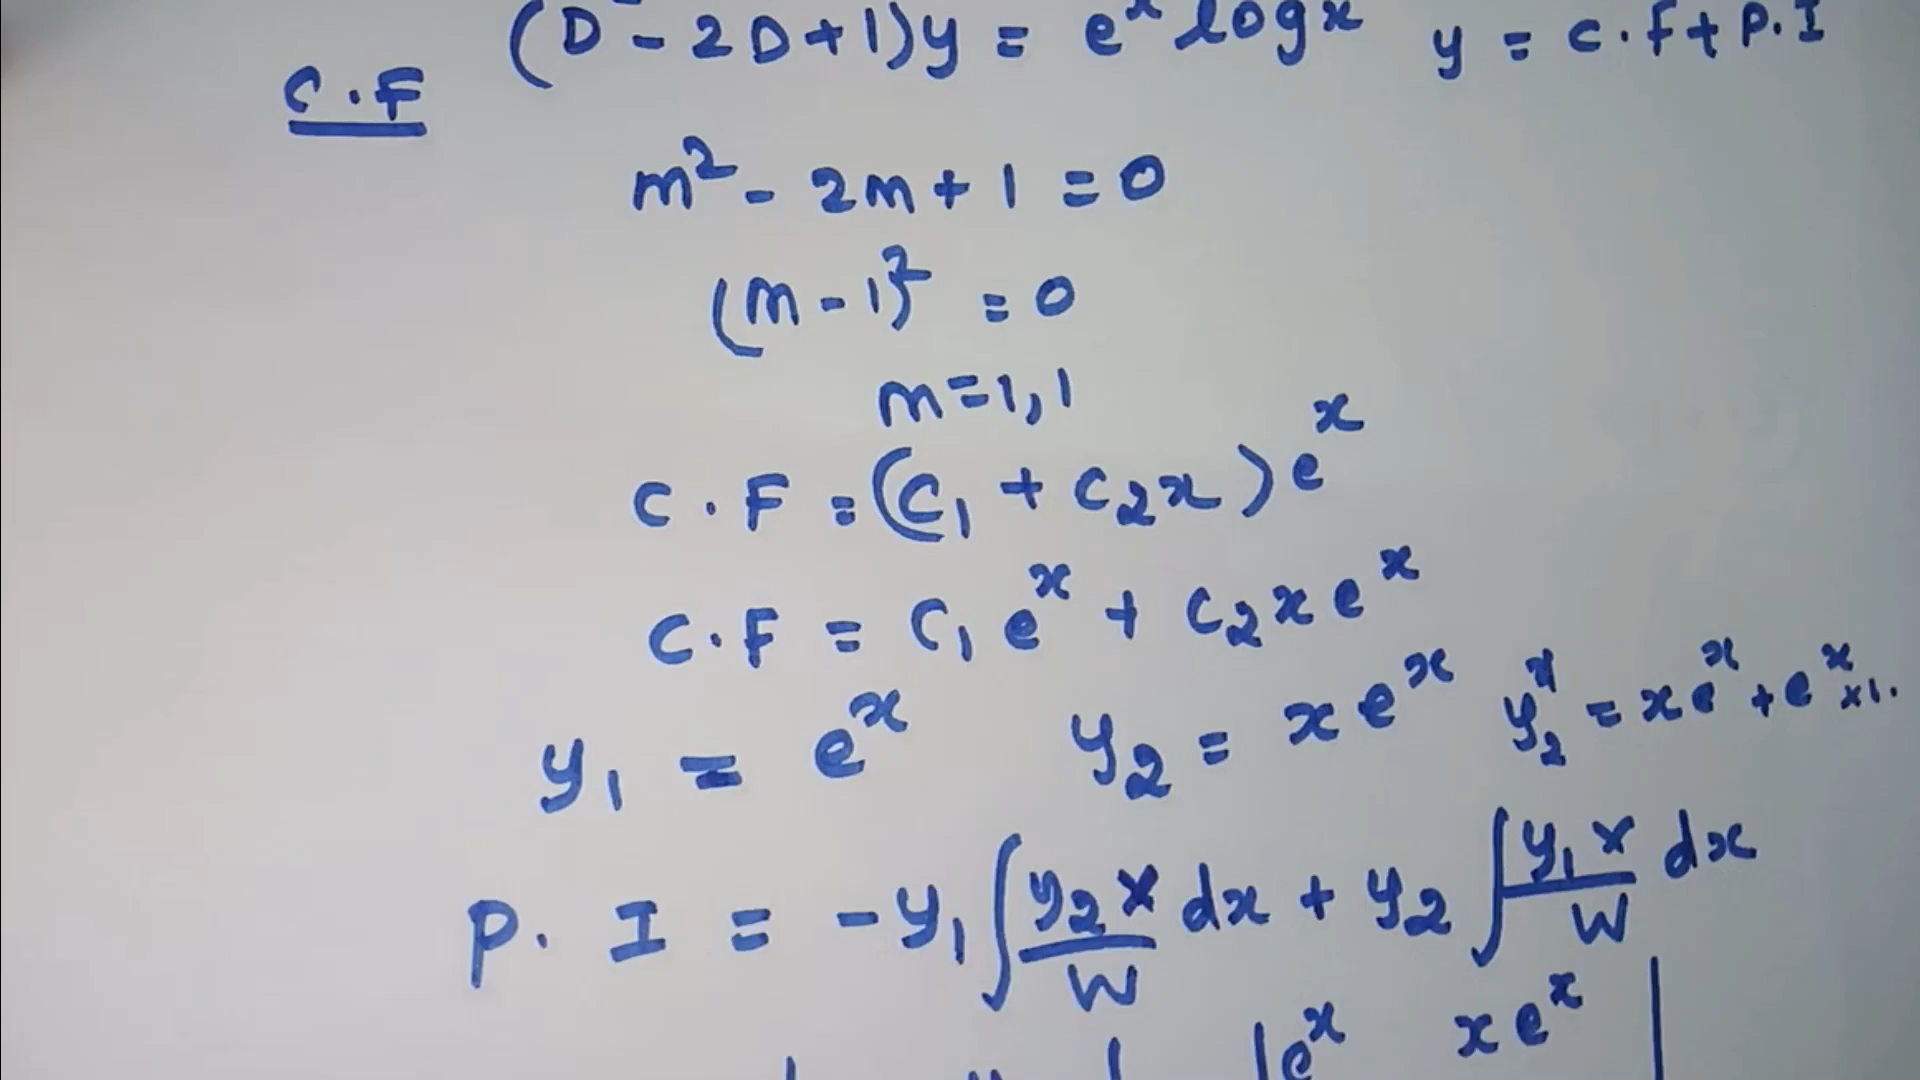 (D² - 2D + 1)y = eˣ log x y = C.F + P.I
C.F
m² - 2m + 1 = 0
(m - 1)² = 0
m = 1, 1
C.F = (C₁ + C₂x)eˣ
C.F = C₁eˣ + C₂xeˣ
y₁ = eˣ y₂ = xeˣ y₂' = xeˣ + eˣ × 1.
P.I = -y₁ ∫ y₂X/W dx + y₂ ∫ y₁X/W dx
| | |eˣ xeˣ |